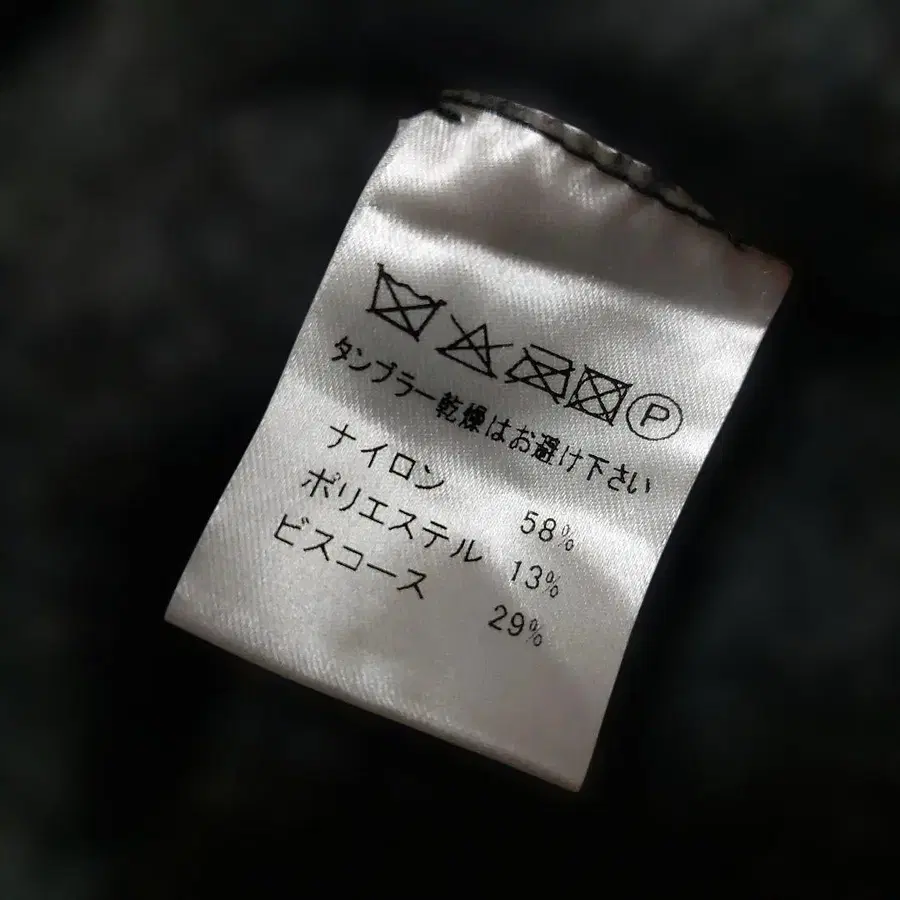 P
タンブラー乾燥はお避け下さい
ナイロン 58%
ポリエステル 13%
ビスコース 29%